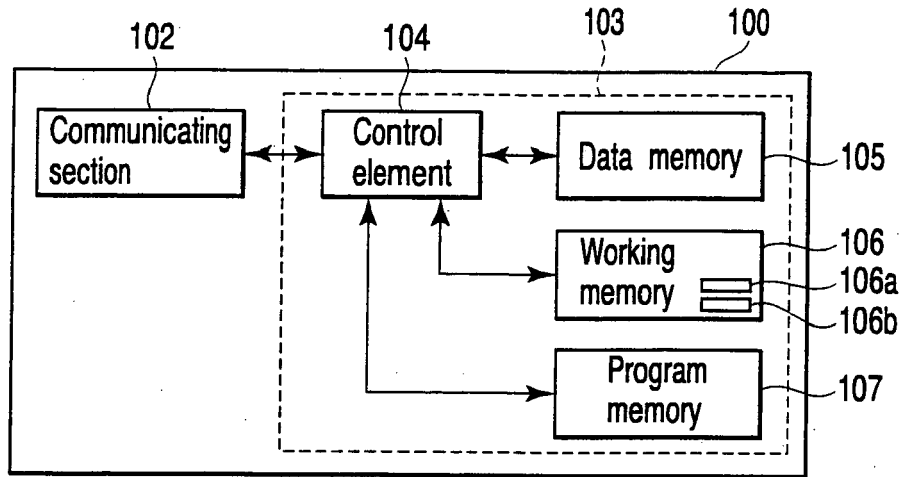 102
104
103
100
Communicating
section
Control
element
Data memory
105
Working
memory
106
106a
106b
Program
memory
107